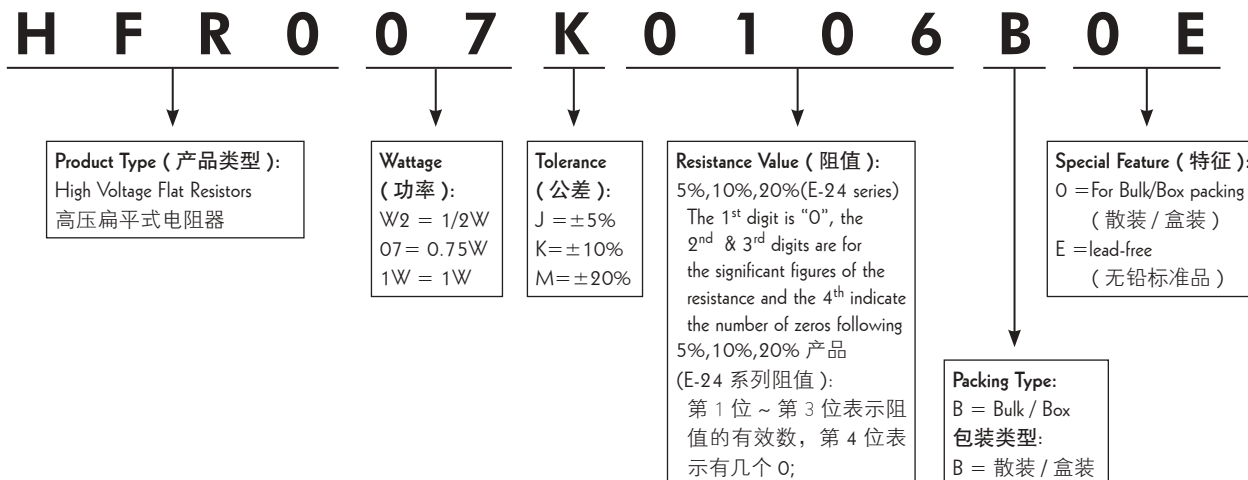 H F R 0 0 7 K 0 1 0 6 B 0 E
Product Type ( 产品类型 ):
High Voltage Flat Resistors
高压扁平式电阻器
Wattage
( 功率 ):
W2 = 1/2W
07= 0.75W
1W = 1W
Tolerance
( 公差 ):
J =±5%
K=±10%
M=±20%
Resistance Value ( 阻值 ):
5%,10%,20%(E-24 series)
The 1st digit is "0", the
2nd & 3rd digits are for
the significant figures of the
resistance and the 4th indicate
the number of zeros following
5%,10%,20% 产品
(E-24 系列阻值 ):
第 1 位 ~ 第 3 位表示阻
值的有效数，第 4 位表
示有几个 0;
Packing Type:
B = Bulk / Box
包装类型:
B = 散装 / 盒装
Special Feature ( 特征 ):
0 =For Bulk/Box packing
( 散装 / 盒装 )
E =lead-free
( 无铅标准品 )